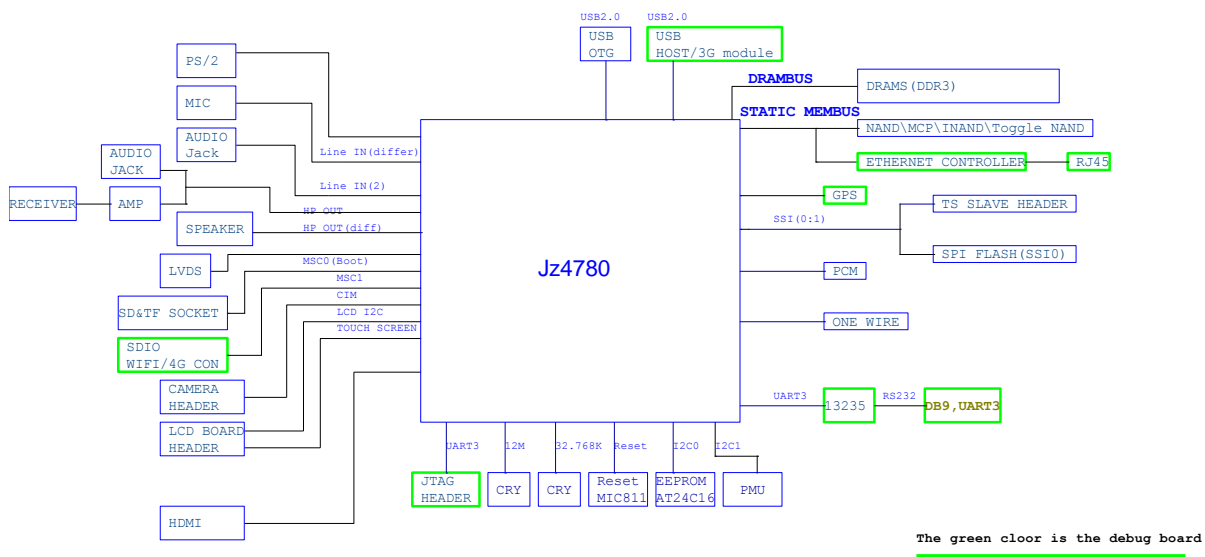 USB2.0
USB2.0
USB
OTG
USB
HOST/3G module
PS/2
DRAMBUS
DRAMS(DDR3)
MIC
STATIC MEMBUS
NAND\MCP\INAND\Toggle NAND
AUDIO
Jack
Line IN(differ)
AUDIO
JACK
ETHERNET CONTROLLER
RJ45
Line IN(2)
GPS
RECEIVER
AMP
HP OUT
SSI(0:1)
TS SLAVE HEADER
SPEAKER
HP OUT(diff)
SPI FLASH(SSI0)
MSC0(Boot)
LVDS
Jz4780
PCM
MSC1
CIM
SD&TF SOCKET
LCD I2C
TOUCH SCREEN
ONE WIRE
SDIO
WIFI/4G CON
CAMERA
HEADER
UART3
13235
RS232
DB9,UART3
LCD BOARD
HEADER
UART3
12M
32.768K
Reset
I2C0
I2C1
JTAG
HEADER
CRY
CRY
Reset
MIC811
EEPROM
AT24C16
PMU
HDMI
The green cloor is the debug board